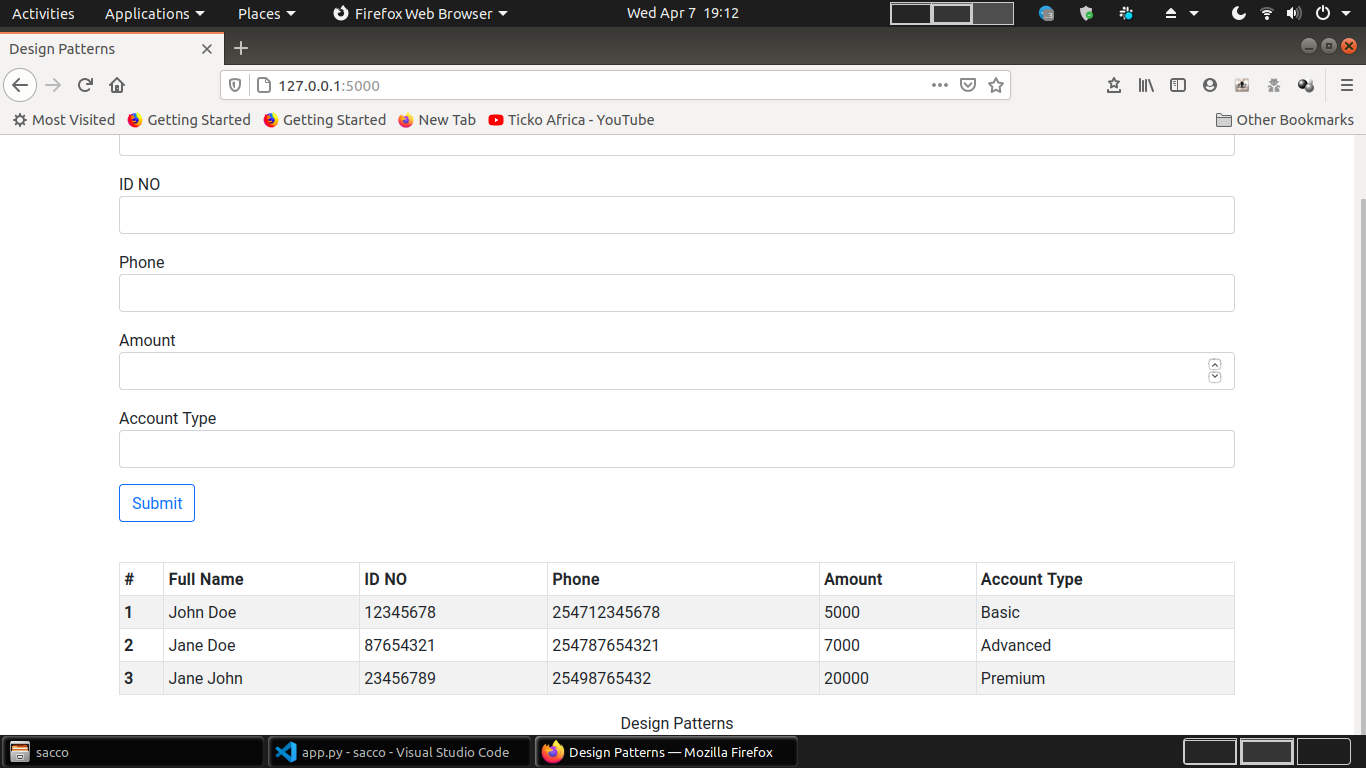 Activities Applications Places Firefox Web Browser Wed Apr 7 19:12
Design Patterns
127.0.0.1:5000
Most Visited Getting Started Getting Started New Tab Ticko Africa - YouTube Other Bookmarks
ID NO
Phone
Amount
Account Type
Submit
# Full Name ID NO Phone Amount Account Type
1 John Doe 12345678 254712345678 5000 Basic
2 Jane Doe 87654321 254787654321 7000 Advanced
3 Jane John 23456789 25498765432 20000 Premium
Design Patterns
sacco app.py - sacco - Visual Studio Code Design Patterns — Mozilla Firefox